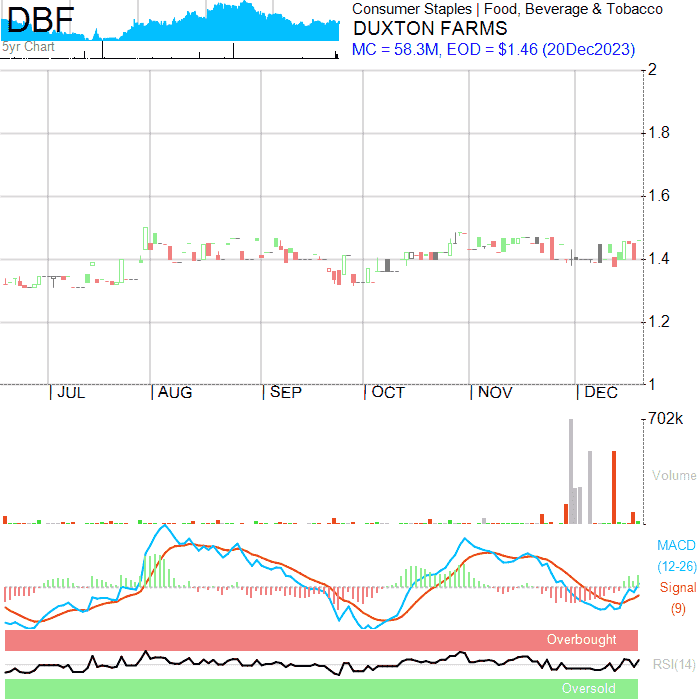 DBF
5yr Chart
Consumer Staples | Food, Beverage & Tobacco
DUXTON FARMS
MC = 58.3M, EOD = $1.46 (20Dec2023)
2
1.8
1.6
1.4
1.2
1
JUL AUG SEP OCT NOV DEC
702k
Volume
MACD
(12-26)
Signal
(9)
Overbought
RSI(14)
Oversold